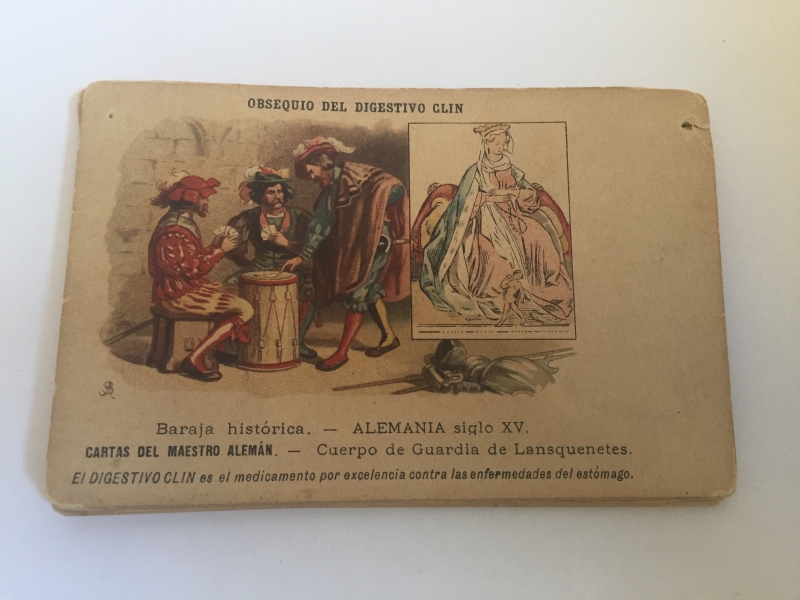 OBSEQUIO DEL DIGESTIVO CLIN
Baraja histórica. — ALEMANIA siglo XV.
CARTAS DEL MAESTRO ALEMÁN. — Cuerpo de Guardia de Lansquenetes.
El DIGESTIVO CLIN es el medicamento por excelencia contra las enfermedades del estómago.